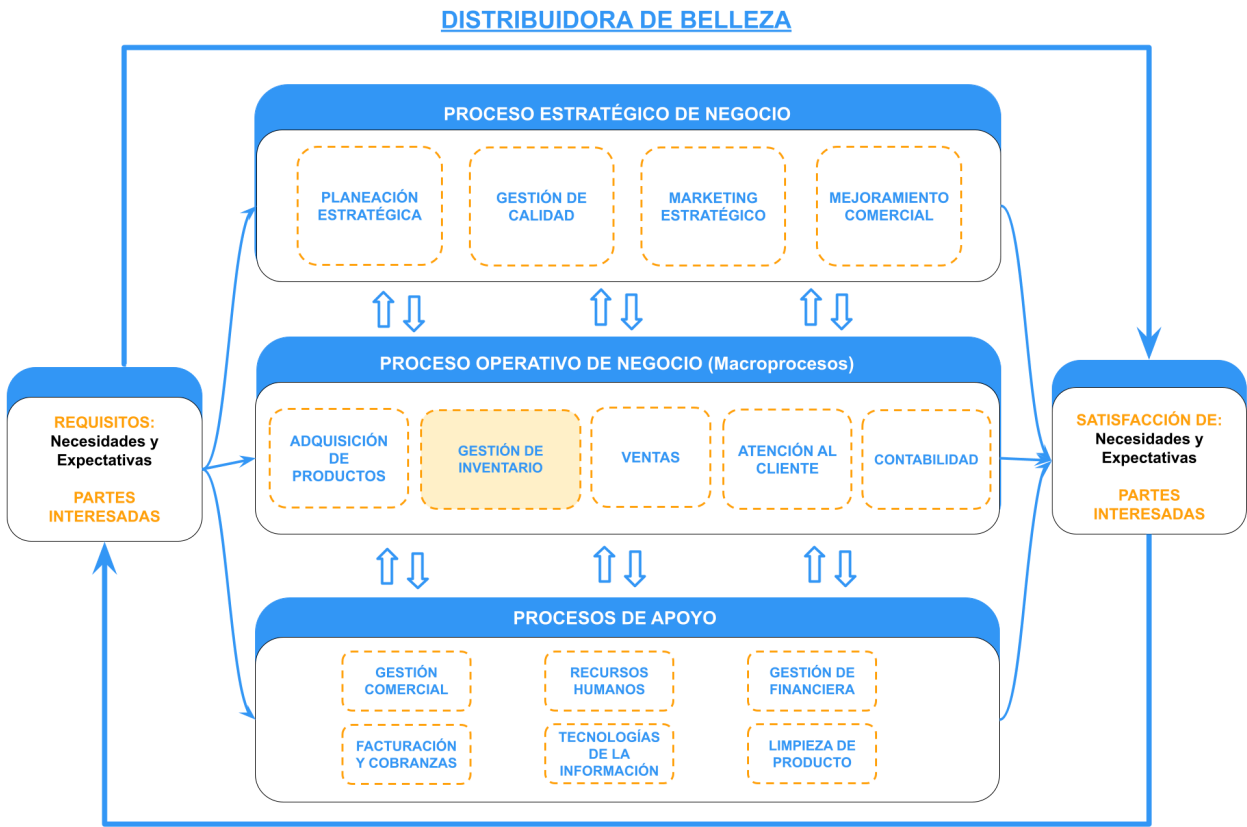 DISTRIBUIDORA DE BELLEZA
PROCESO ESTRATÉGICO DE NEGOCIO
PLANEACIÓN
ESTRATÉGICA
GESTIÓN DE
CALIDAD
MARKETING
ESTRATÉGICO
MEJORAMIENTO
COMERCIAL
PROCESO OPERATIVO DE NEGOCIO (Macroprocesos)
REQUISITOS:
Necesidades y
Expectativas
PARTES
INTERESADAS
ADQUISICIÓN
DE
PRODUCTOS
GESTIÓN DE
INVENTARIO
VENTAS
ATENCIÓN AL
CLIENTE
CONTABILIDAD
SATISFACCIÓN DE:
Necesidades y
Expectativas
PARTES
INTERESADAS
PROCESOS DE APOYO
GESTIÓN
COMERCIAL
RECURSOS
HUMANOS
GESTIÓN DE
FINANCIERA
FACTURACIÓN
Y COBRANZAS
TECNOLOGÍAS
DE LA
INFORMACIÓN
LIMPIEZA DE
PRODUCTO